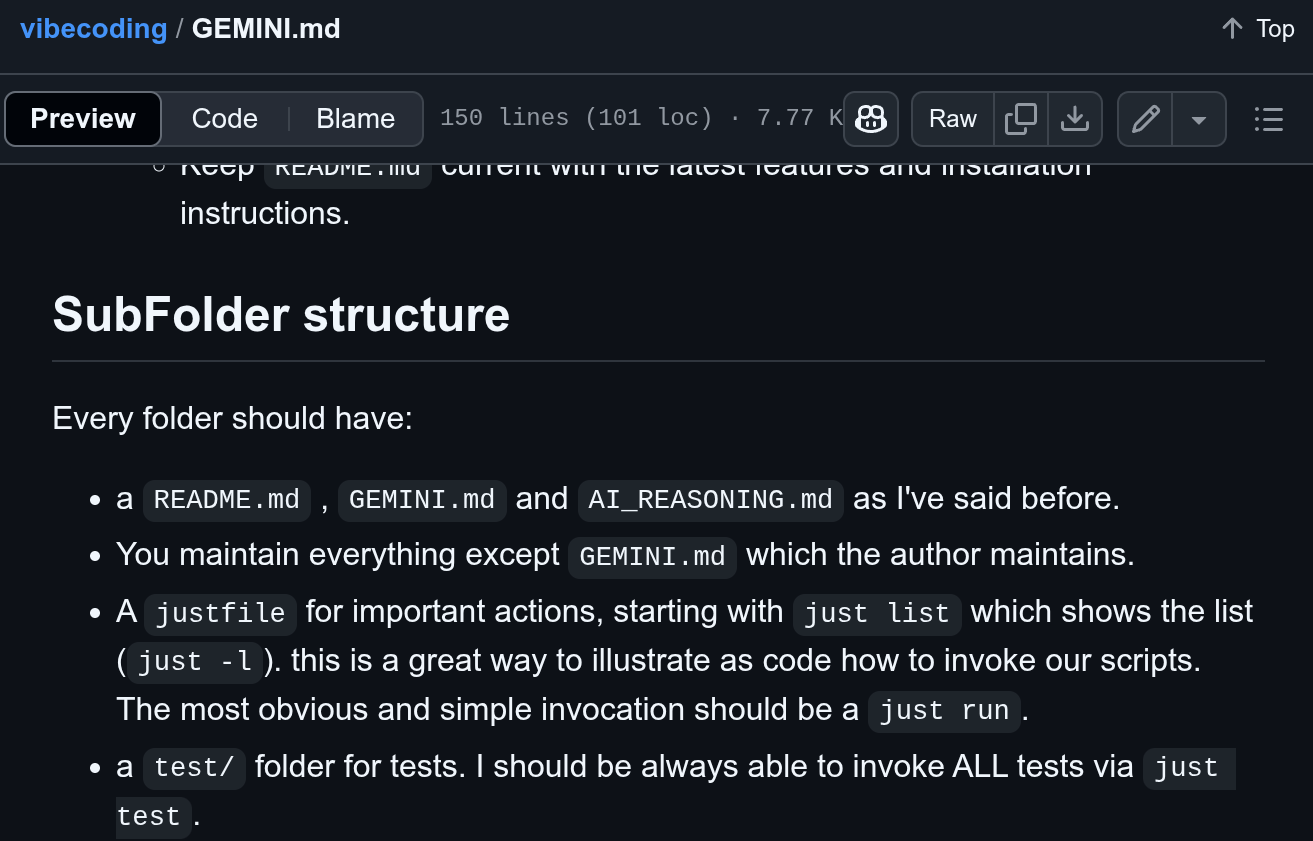 vibecoding / GEMINI.md
Top
Preview Code Blame 150 lines (101 loc) · 7.77 K Raw
Keep README.md current with the latest features and installation
instructions.
SubFolder structure
Every folder should have:
a README.md , GEMINI.md and AI_REASONING.md as I've said before.
You maintain everything except GEMINI.md which the author maintains.
A justfile for important actions, starting with just list which shows the list
(just -l). this is a great way to illustrate as code how to invoke our scripts.
The most obvious and simple invocation should be a just run.
a test/ folder for tests. I should be always able to invoke ALL tests via just
test .